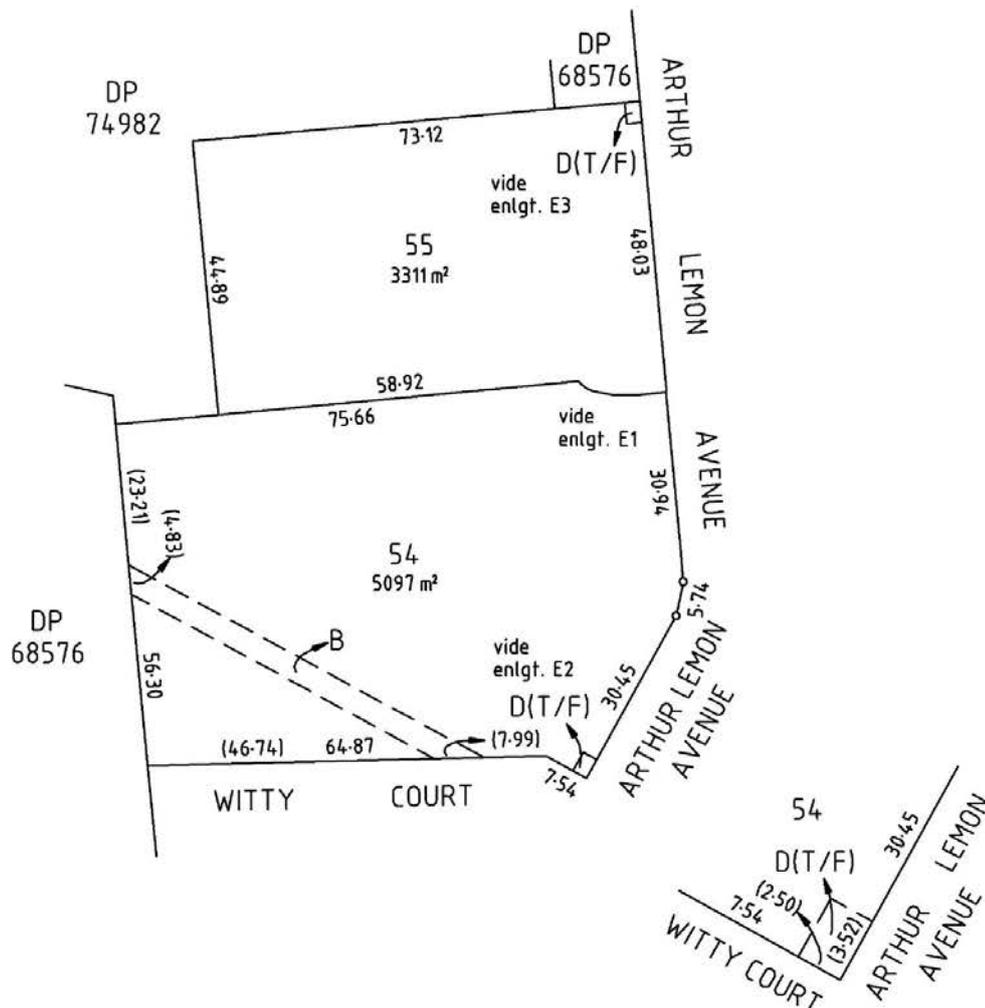 DP
68576
DP
74982
ARTHUR
73·12
D(T/F)
vide
enlgt. E3
55
3311 m²
44·89
48·03
LEMON
58·92
75·66
vide
enlgt. E1
AVENUE
30·94
(23·21)
(4·83)
54
5097 m²
5·74
DP
68576
B
56·30
vide
enlgt. E2
D(T/F)
30·45
ARTHUR LEMON
AVENUE
(46·74)
64·87
(7·99)
7·54
WITTY COURT
54
D(T/F)
30·45
(2·50)
7·54
(3·52)
WITTY COURT
ARTHUR LEMON
AVENUE